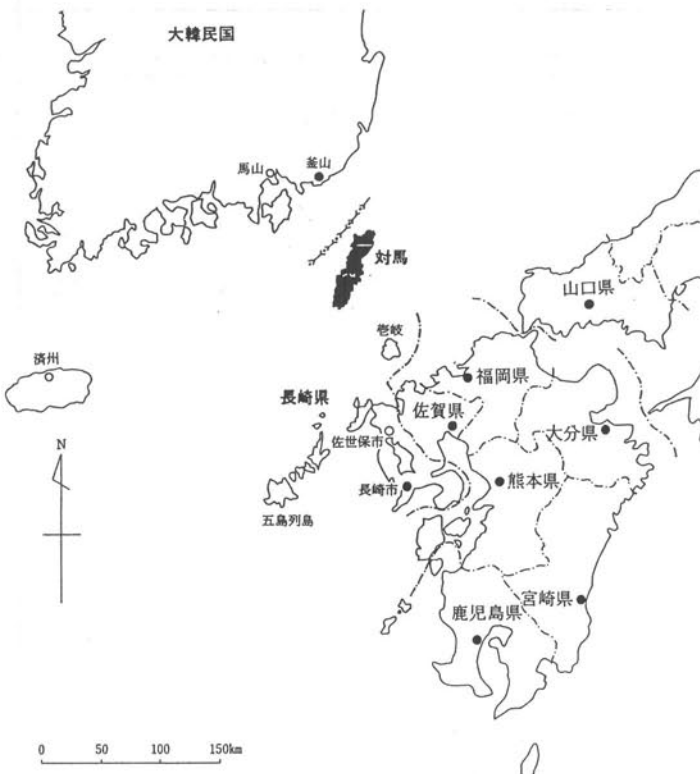 大韓民国
馬山
釜山
対馬
山口県
壱岐
済州
福岡県
長崎県
佐賀県
佐世保市
大分県
N
長崎市
熊本県
五島列島
宮崎県
鹿児島県
0 50 100 150km